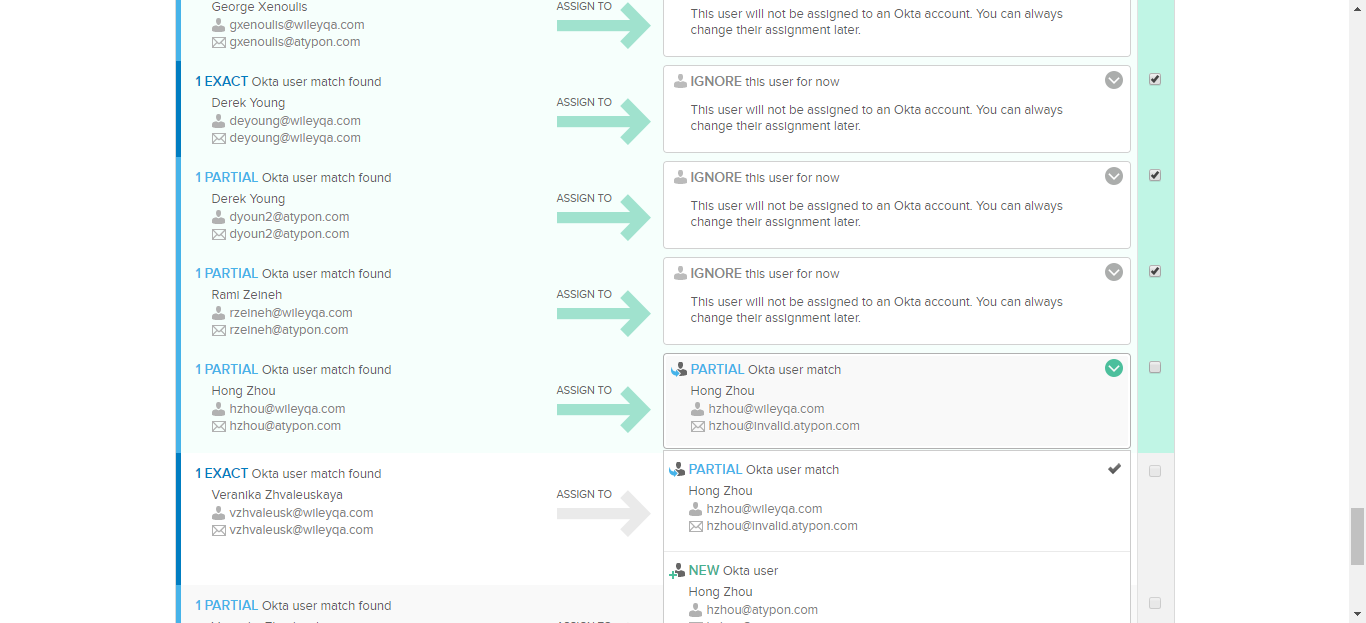 George Xenoulis
gxenoulis@wileyqa.com
gxenoulis@atypon.com
ASSIGN TO
This user will not be assigned to an Okta account. You can always
change their assignment later.
1 EXACT Okta user match found
Derek Young
deyoung@wileyqa.com
deyoung@wileyqa.com
ASSIGN TO
IGNORE this user for now
This user will not be assigned to an Okta account. You can always
change their assignment later.
1 PARTIAL Okta user match found
Derek Young
dyoun2@atypon.com
dyoun2@atypon.com
ASSIGN TO
IGNORE this user for now
This user will not be assigned to an Okta account. You can always
change their assignment later.
1 PARTIAL Okta user match found
Rami Zeineh
rzeineh@wileyqa.com
rzeineh@atypon.com
ASSIGN TO
IGNORE this user for now
This user will not be assigned to an Okta account. You can always
change their assignment later.
1 PARTIAL Okta user match found
Hong Zhou
hzhou@wileyqa.com
hzhou@atypon.com
ASSIGN TO
PARTIAL Okta user match
Hong Zhou
hzhou@wileyqa.com
hzhou@invalid.atypon.com
1 EXACT Okta user match found
Veranika Zhvaleuskaya
vzhvaleusk@wileyqa.com
vzhvaleusk@wileyqa.com
ASSIGN TO
PARTIAL Okta user match
Hong Zhou
hzhou@wileyqa.com
hzhou@invalid.atypon.com
NEW Okta user
Hong Zhou
hzhou@atypon.com
1 PARTIAL Okta user match found